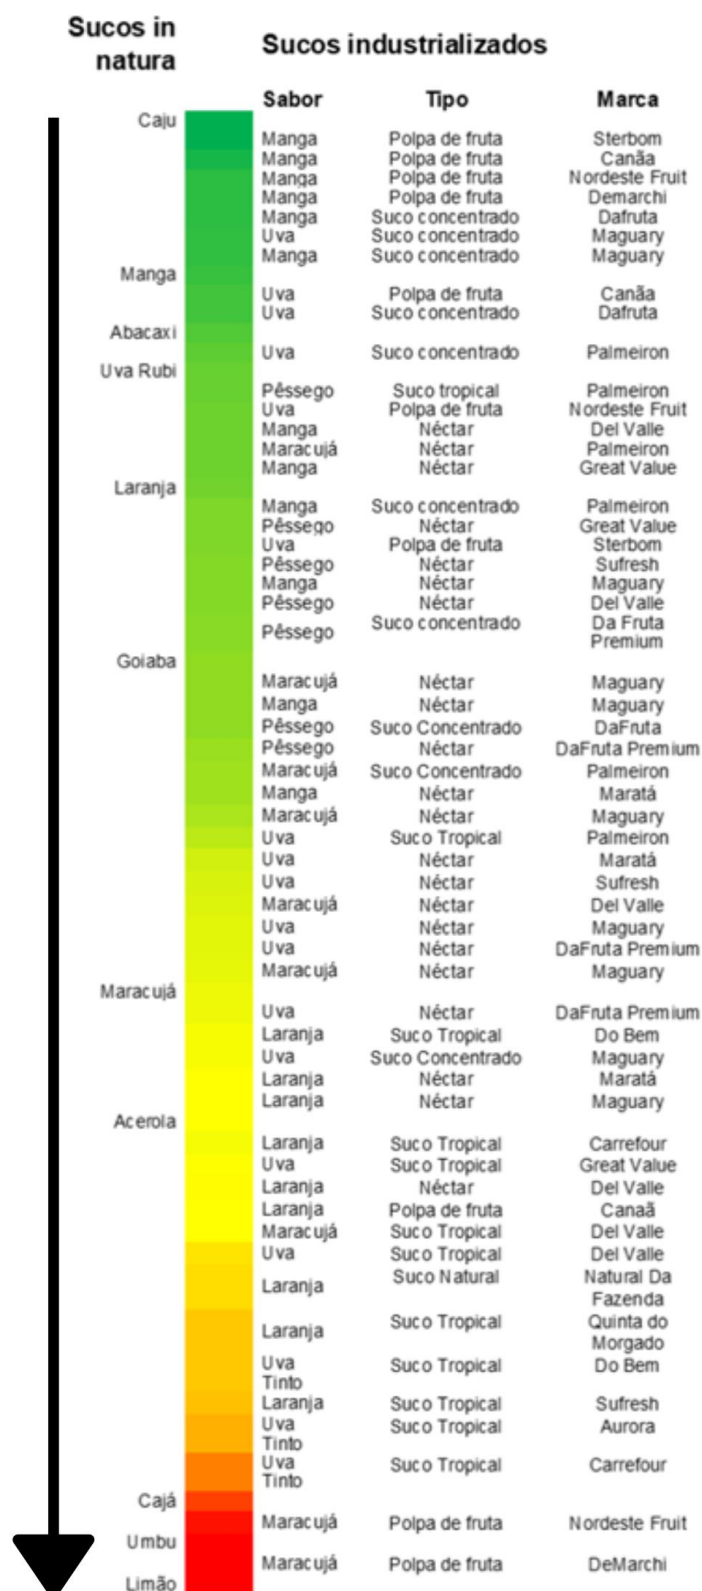 Sucos in
natura
Sucos industrializados
Sabor Tipo Marca
Caju
Manga Polpa de fruta Sterbom
Manga Polpa de fruta Canãa
Manga Polpa de fruta Nordeste Fruit
Manga Polpa de fruta Demarchi
Manga Suco concentrado Dafruta
Uva Suco concentrado Maguary
Manga Suco concentrado Maguary
Manga
Uva Polpa de fruta Canãa
Uva Suco concentrado Dafruta
Abacaxi
Uva Suco concentrado Palmeiron
Uva Rubi
Pêssego Suco tropical Palmeiron
Uva Polpa de fruta Nordeste Fruit
Manga Néctar Del Valle
Maracujá Néctar Palmeiron
Manga Néctar Great Value
Laranja
Manga Suco concentrado Palmeiron
Pêssego Néctar Great Value
Uva Polpa de fruta Sterbom
Pêssego Néctar Sufresh
Manga Néctar Maguary
Pêssego Néctar Del Valle
Pêssego Suco concentrado Da Fruta
Premium
Goiaba
Maracujá Néctar Maguary
Manga Néctar Maguary
Pêssego Suco Concentrado DaFruta
Pêssego Néctar DaFruta Premium
Maracujá Suco Concentrado Palmeiron
Manga Néctar Maratá
Maracujá Néctar Maguary
Uva Suco Tropical Palmeiron
Uva Néctar Maratá
Uva Néctar Sufresh
Maracujá Néctar Del Valle
Uva Néctar Maguary
Uva Néctar DaFruta Premium
Maracujá Néctar Maguary
Maracujá
Uva Néctar DaFruta Premium
Laranja Suco Tropical Do Bem
Uva Suco Concentrado Maguary
Laranja Néctar Maratá
Laranja Néctar Maguary
Acerola
Laranja Suco Tropical Carrefour
Uva Suco Tropical Great Value
Laranja Néctar Del Valle
Laranja Polpa de fruta Canaã
Maracujá Suco Tropical Del Valle
Uva Suco Tropical Del Valle
Laranja Suco Natural Natural Da
Fazenda
Laranja Suco Tropical Quinta do
Morgado
Uva Suco Tropical Do Bem
Tinto
Laranja Suco Tropical Sufresh
Uva Suco Tropical Aurora
Tinto
Uva Suco Tropical Carrefour
Tinto
Cajá
Maracujá Polpa de fruta Nordeste Fruit
Umbu
Maracujá Polpa de fruta DeMarchi
Limão